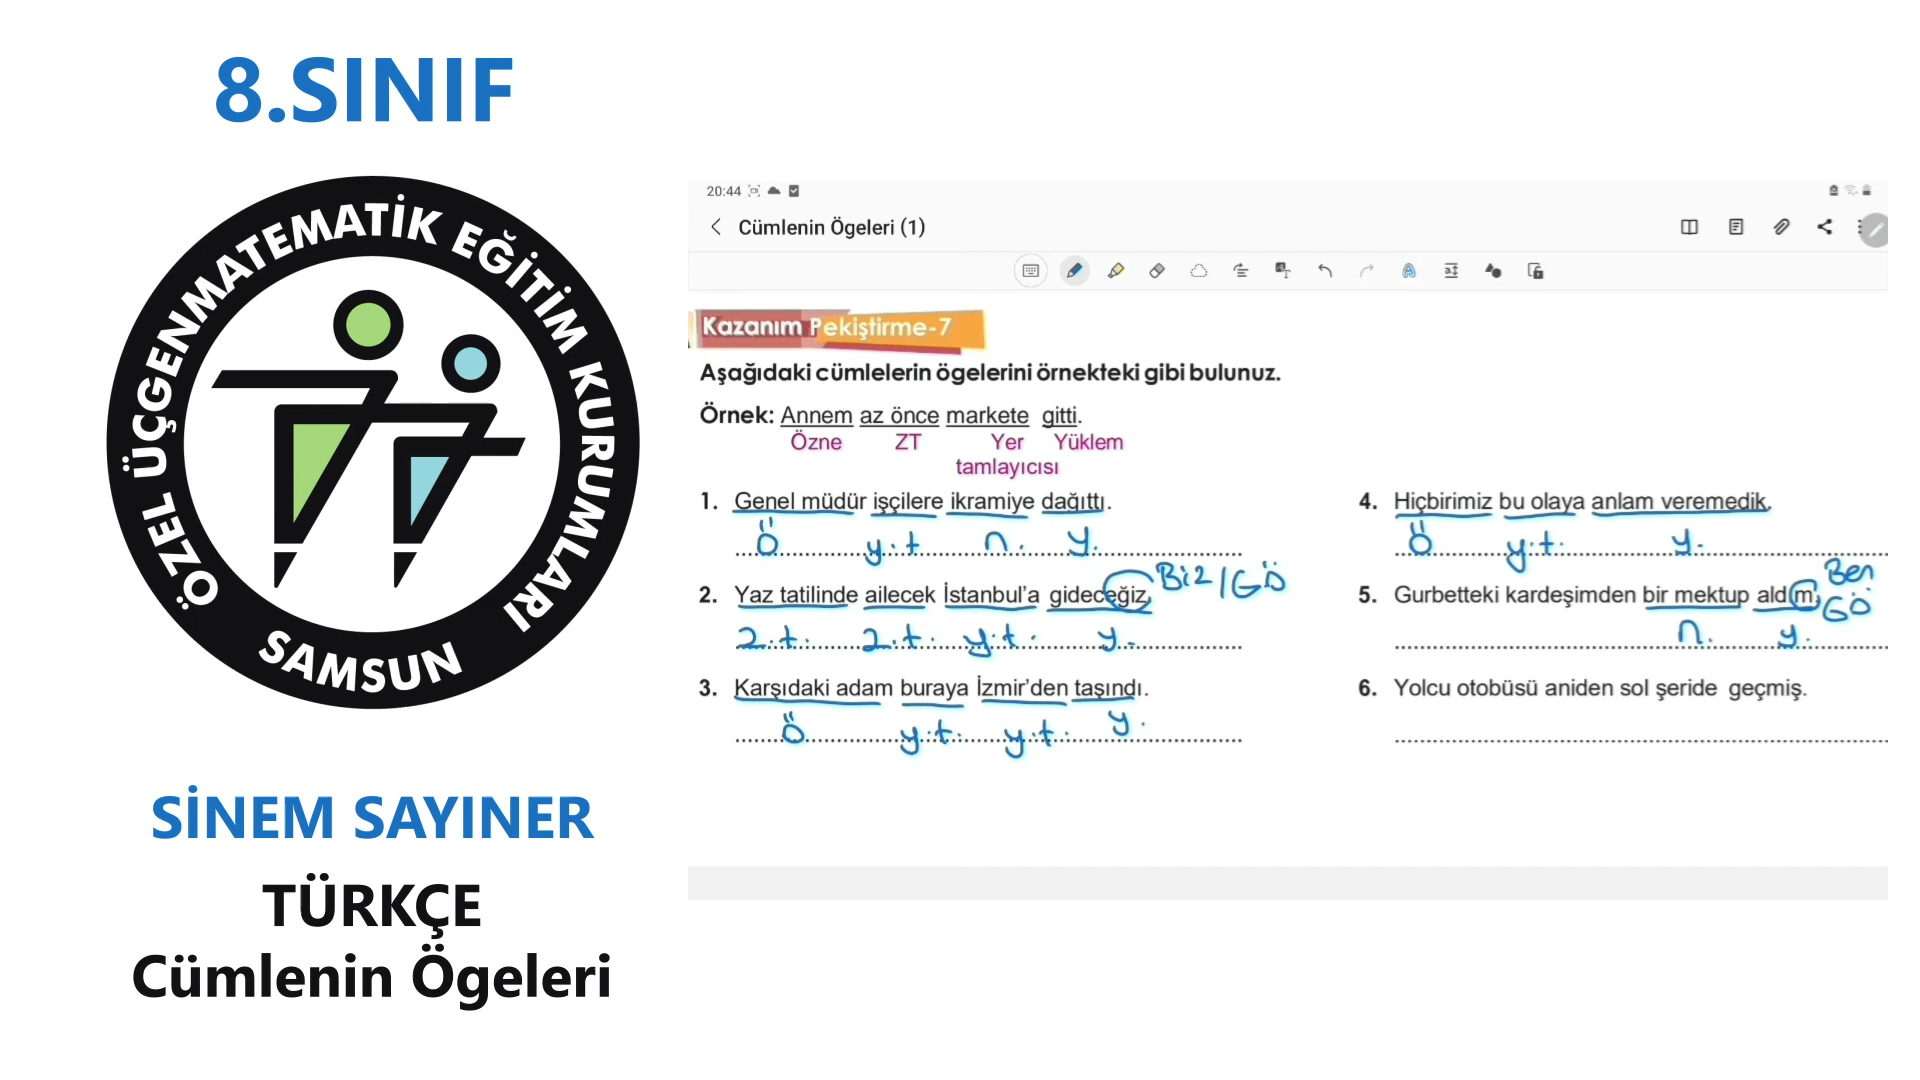 8.SINIF
ÖZEL ÜÇGENMATEMATİK EĞİTİM KURUMLARI
SAMSUN
SİNEM SAYINER
TÜRKÇE
Cümlenin Ögeleri
20:44
Cümlenin Ögeleri (1)
Kazanım Pekiştirme-7
Aşağıdaki cümlelerin ögelerini örnekteki gibi bulunuz.
Örnek: Annem az önce markete gitti.
Özne ZT Yer Yüklem
tamlayıcısı
1. Genel müdür işçilere ikramiye dağıttı.
Ö y.t n. y.
2. Yaz tatilinde ailecek İstanbul'a gideceğiz. Biz/GÖ
z.t. z.t. y.t. y.
3. Karşıdaki adam buraya İzmir'den taşındı.
Ö y.t. y.t. y.
4. Hiçbirimiz bu olaya anlam veremedik.
Ö y.t. y.
5. Gurbetteki kardeşimden bir mektup aldım. Ben
GÖ
n. y.
6. Yolcu otobüsü aniden sol şeride geçmiş.